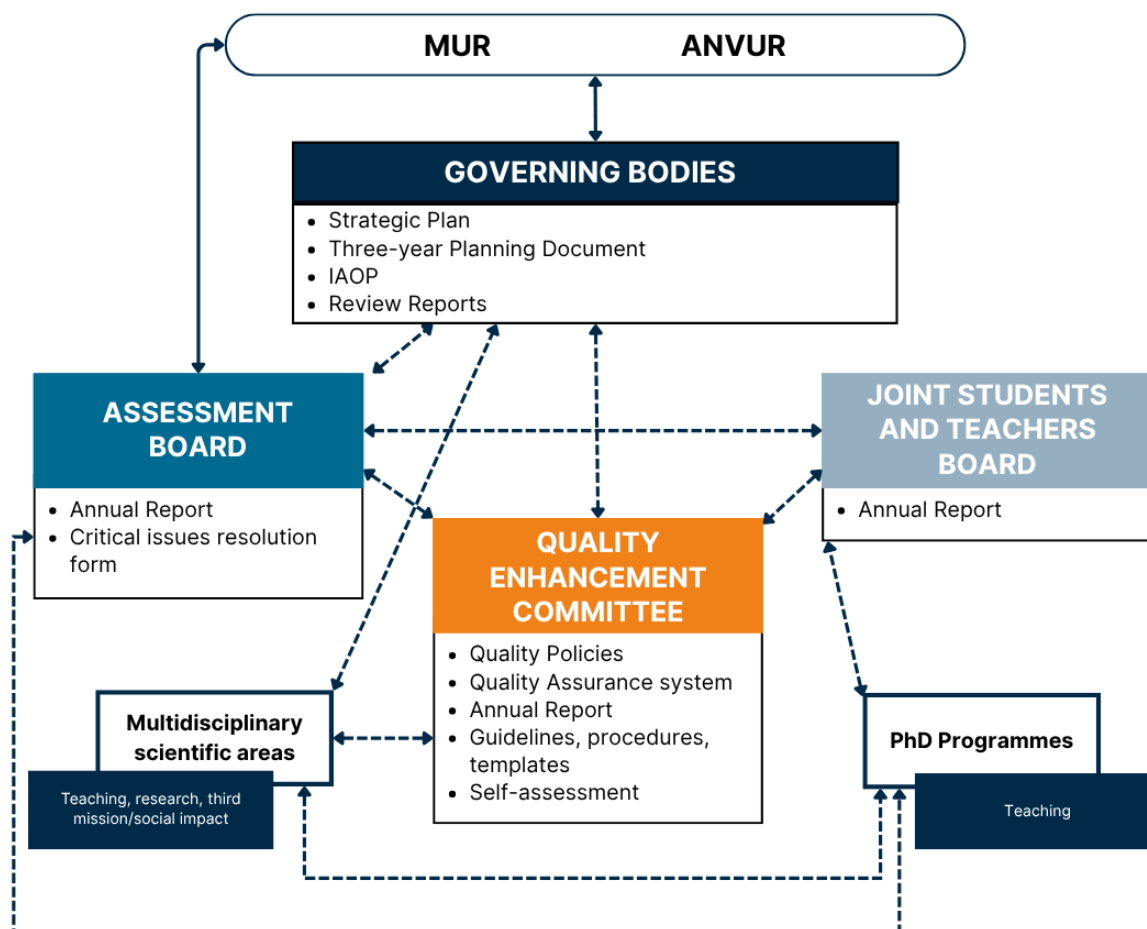 MUR ANVUR
GOVERNING BODIES
• Strategic Plan
• Three-year Planning Document
• IAOP
• Review Reports
ASSESSMENT
BOARD
• Annual Report
• Critical issues resolution
form
JOINT STUDENTS
AND TEACHERS
BOARD
• Annual Report
QUALITY
ENHANCEMENT
COMMITTEE
• Quality Policies
• Quality Assurance system
• Annual Report
• Guidelines, procedures,
templates
• Self-assessment
Multidisciplinary
scientific areas
Teaching, research, third
mission/social impact
PhD Programmes
Teaching